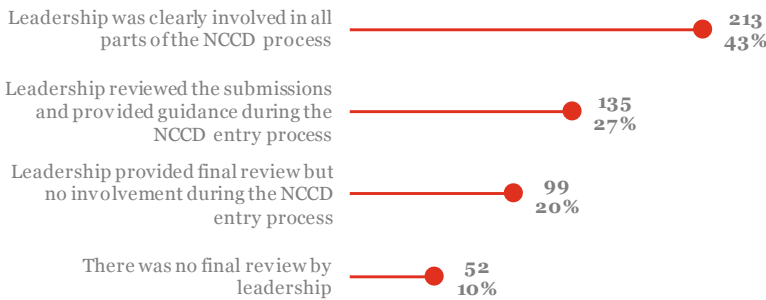 Leadership was clearly involved in all
parts of the NCCD process
213
43%
Leadership reviewed the submissions
and provided guidance during the
NCCD entry process
135
27%
Leadership provided final review but
no involvement during the NCCD
entry process
99
20%
There was no final review by
leadership
52
10%